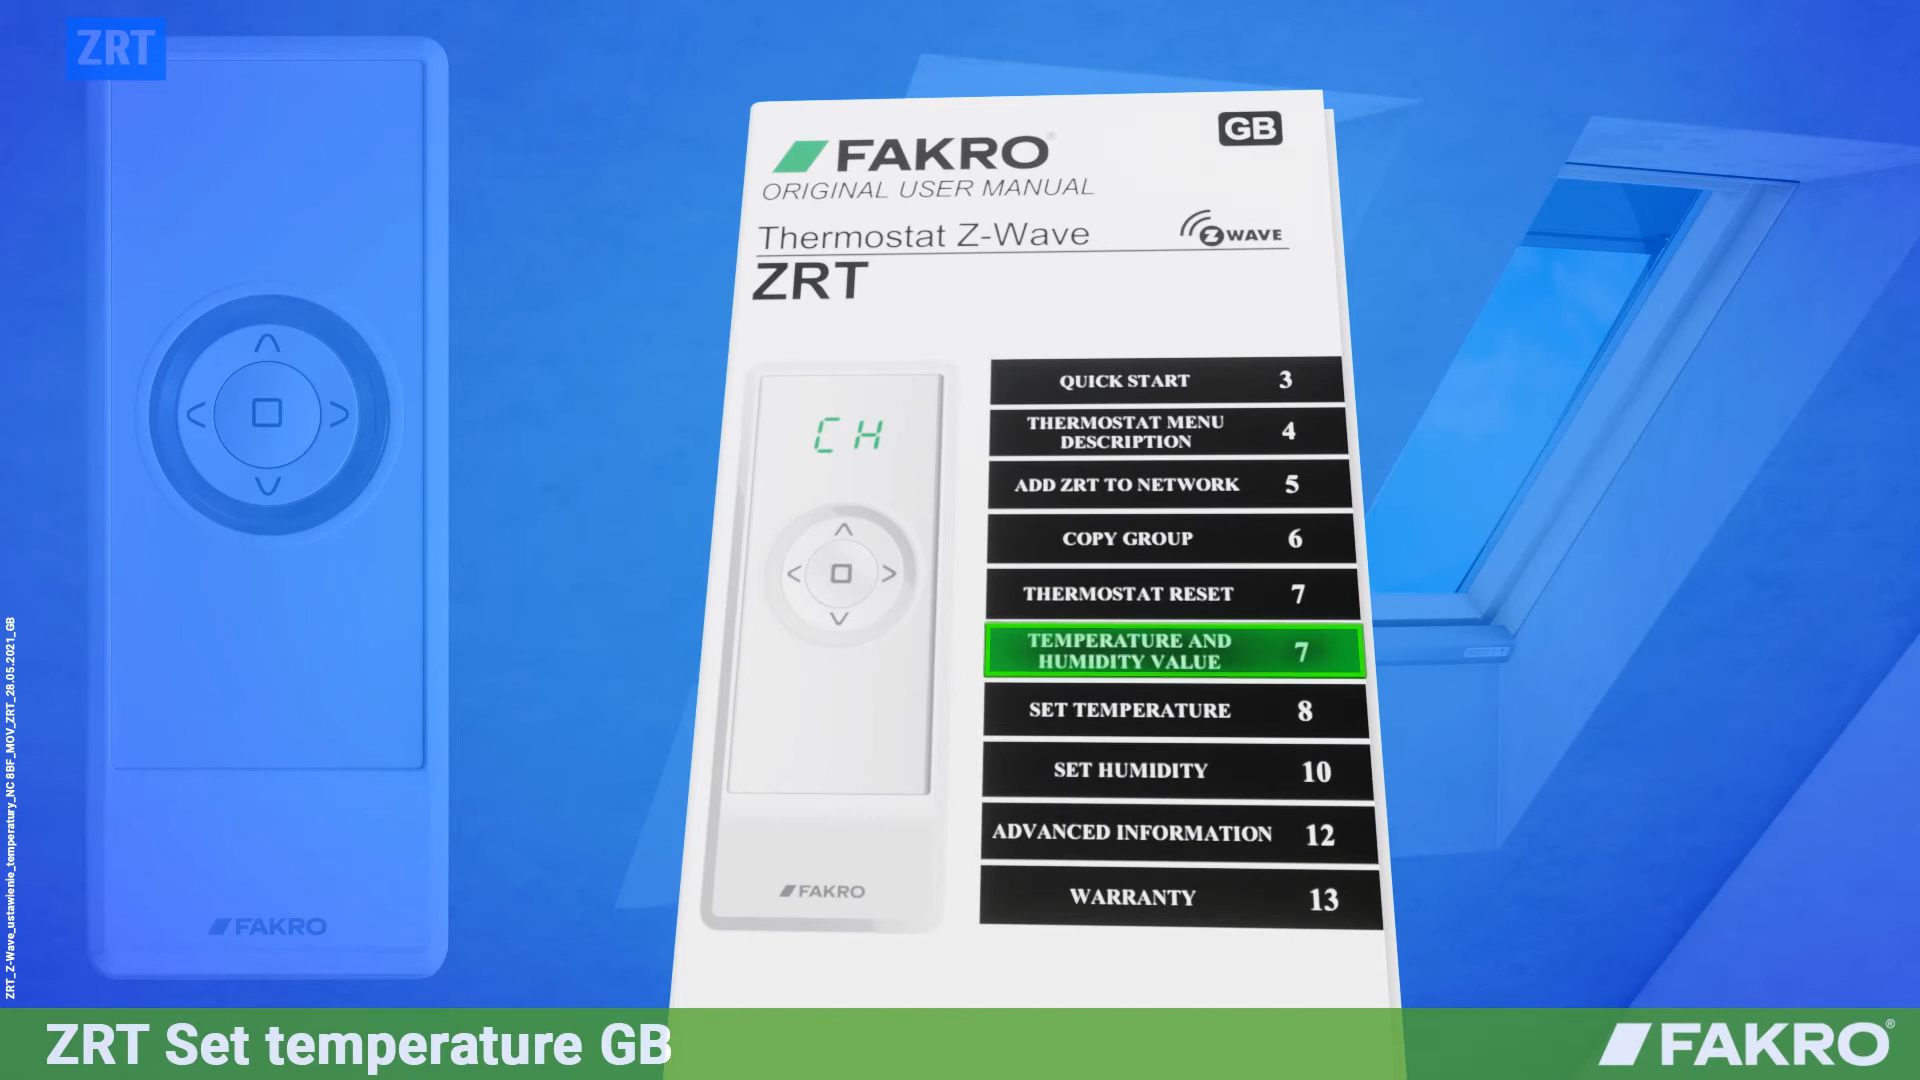 ZRT
FAKRO
GB
FAKRO®
ORIGINAL USER MANUAL
Thermostat Z-Wave
Z WAVE
ZRT
CH
FAKRO
QUICK START 3
THERMOSTAT MENU
DESCRIPTION 4
ADD ZRT TO NETWORK 5
COPY GROUP 6
THERMOSTAT RESET 7
TEMPERATURE AND
HUMIDITY VALUE 7
SET TEMPERATURE 8
SET HUMIDITY 10
ADVANCED INFORMATION 12
WARRANTY 13
ZRT_Z-Wave_ustawienie_temperatury_NC 8BF_MOV_ZRT_28.05.2021_GB
ZRT Set temperature GB
FAKRO®